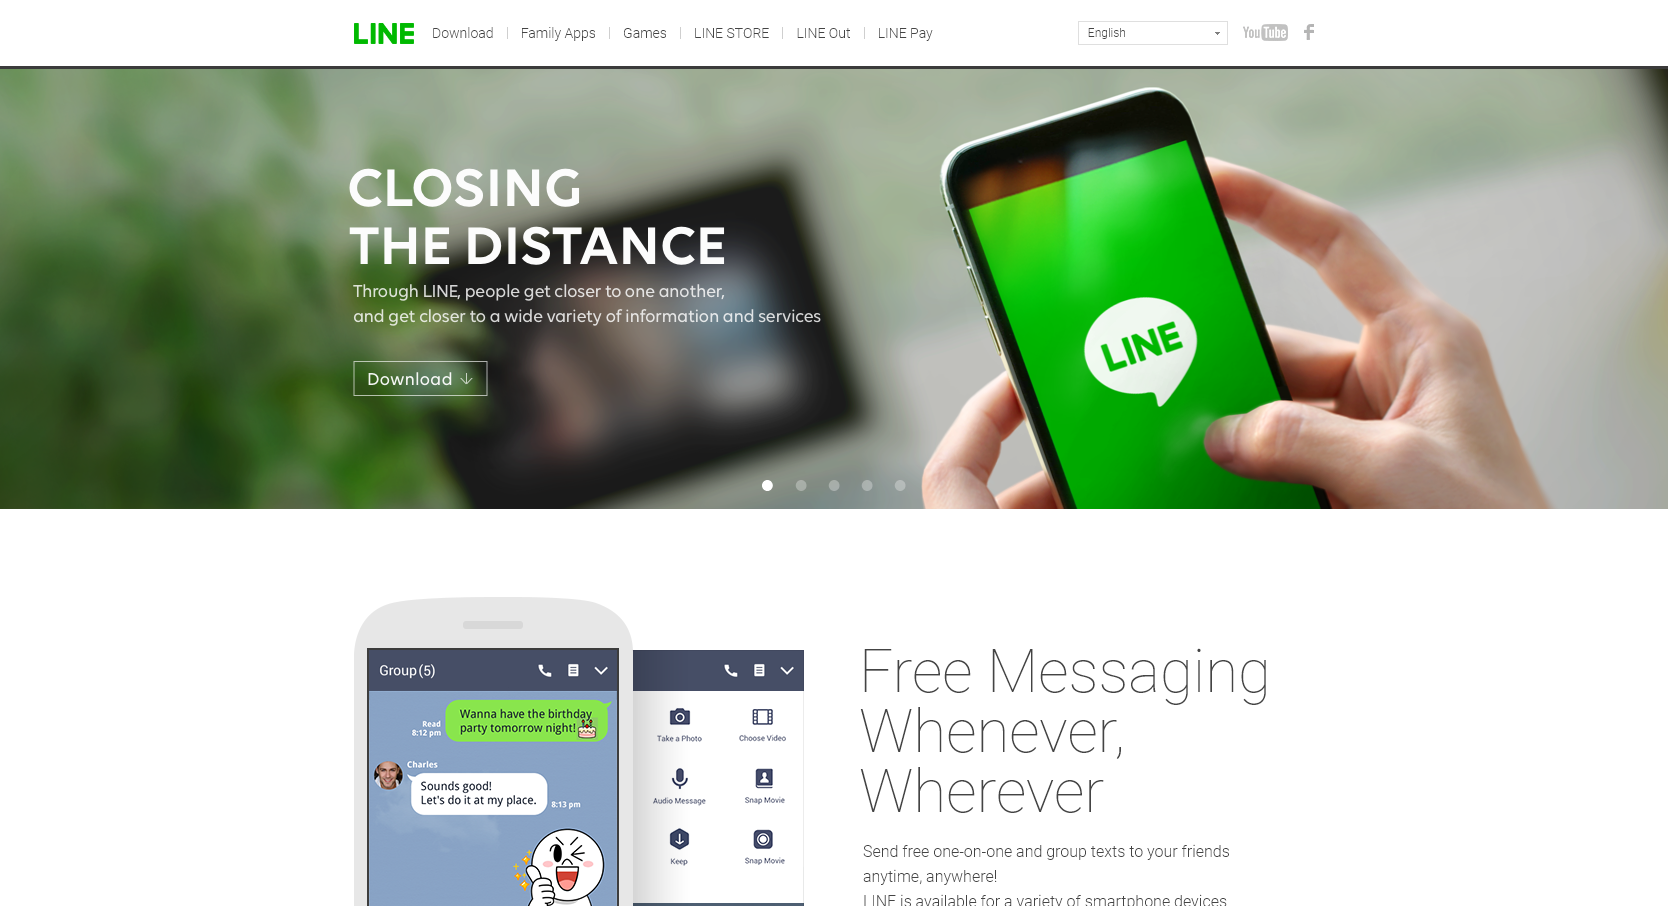 LINE
Download
Family Apps
Games
LINE STORE
LINE Out
LINE Pay
English
YouTube
f
CLOSING
THE DISTANCE
Through LINE, people get closer to one another,
and get closer to a wide variety of information and services
Download
LINE
Group (5)
Wanna have the birthday
party tomorrow night!
Read
8:12 pm
Charles
Sounds good!
Let's do it at my place.
8:13 pm
Take a Photo
Choose Video
Audio Message
Snap Movie
Keep
Snap Movie
Free Messaging
Whenever,
Wherever
Send free one-on-one and group texts to your friends
anytime, anywhere!
LINE is available for a variety of smartphone devices